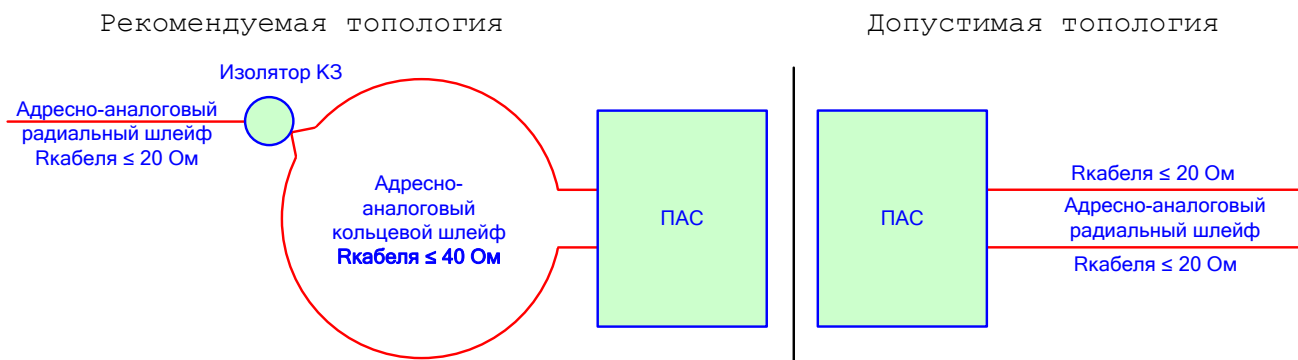 Рекомендуемая топология
Допустимая топология
Изолятор КЗ
Адресно-аналоговый
радиальный шлейф
Rкабеля ≤ 20 Ом
Адресно-
аналоговый
кольцевой шлейф
Rкабеля ≤ 40 Ом
ПАС
ПАС
Rкабеля ≤ 20 Ом
Адресно-аналоговый
радиальный шлейф
Rкабеля ≤ 20 Ом